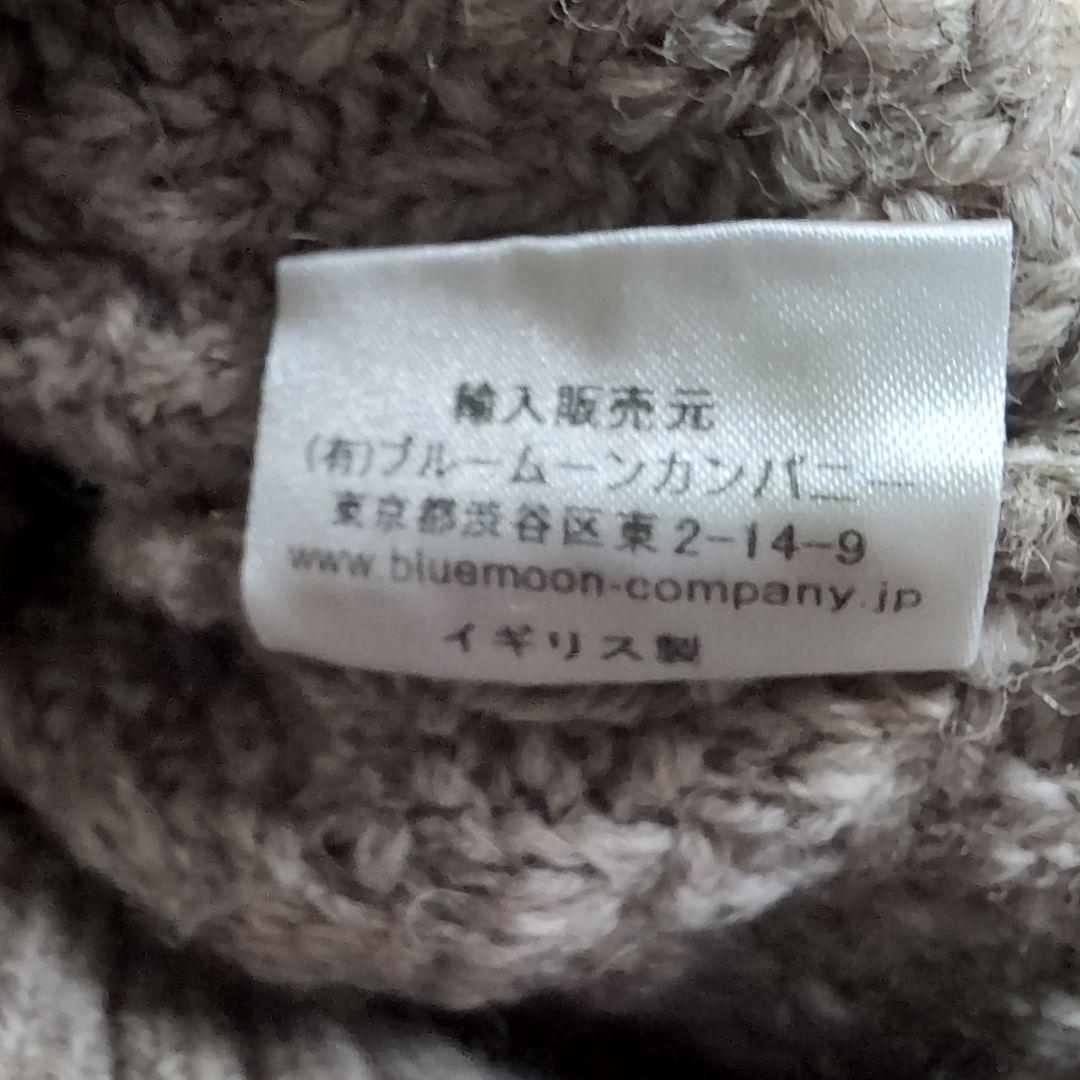 輸入販売元
(有)ブルームーンカンパニー
東京都渋谷区東2-14-9
www.bluemoon-company.jp
イギリス製